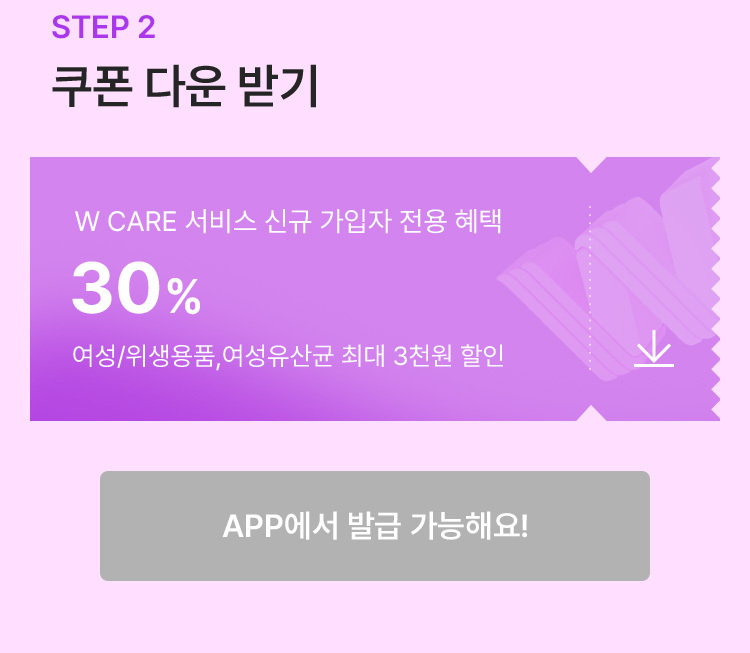 STEP 2
쿠폰 다운 받기
W CARE 서비스 신규 가입자 전용 혜택
30%
여성/위생용품,여성유산균 최대 3천원 할인
APP에서 발급 가능해요!